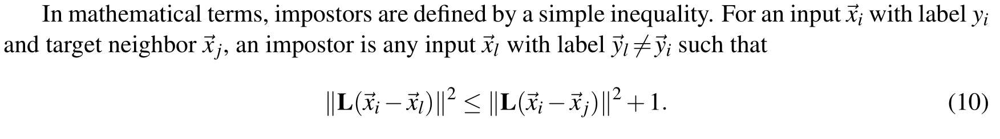 In mathematical terms, impostors are defined by a simple inequality. For an input $\vec{x}_i$ with label $y_i$
and target neighbor $\vec{x}_j$, an impostor is any input $\vec{x}_l$ with label $\vec{y}_l \neq \vec{y}_i$ such that
$\|\mathbf{L}(\vec{x}_i - \vec{x}_l)\|^2 \leq \|\mathbf{L}(\vec{x}_i - \vec{x}_j)\|^2 + 1.$ (10)